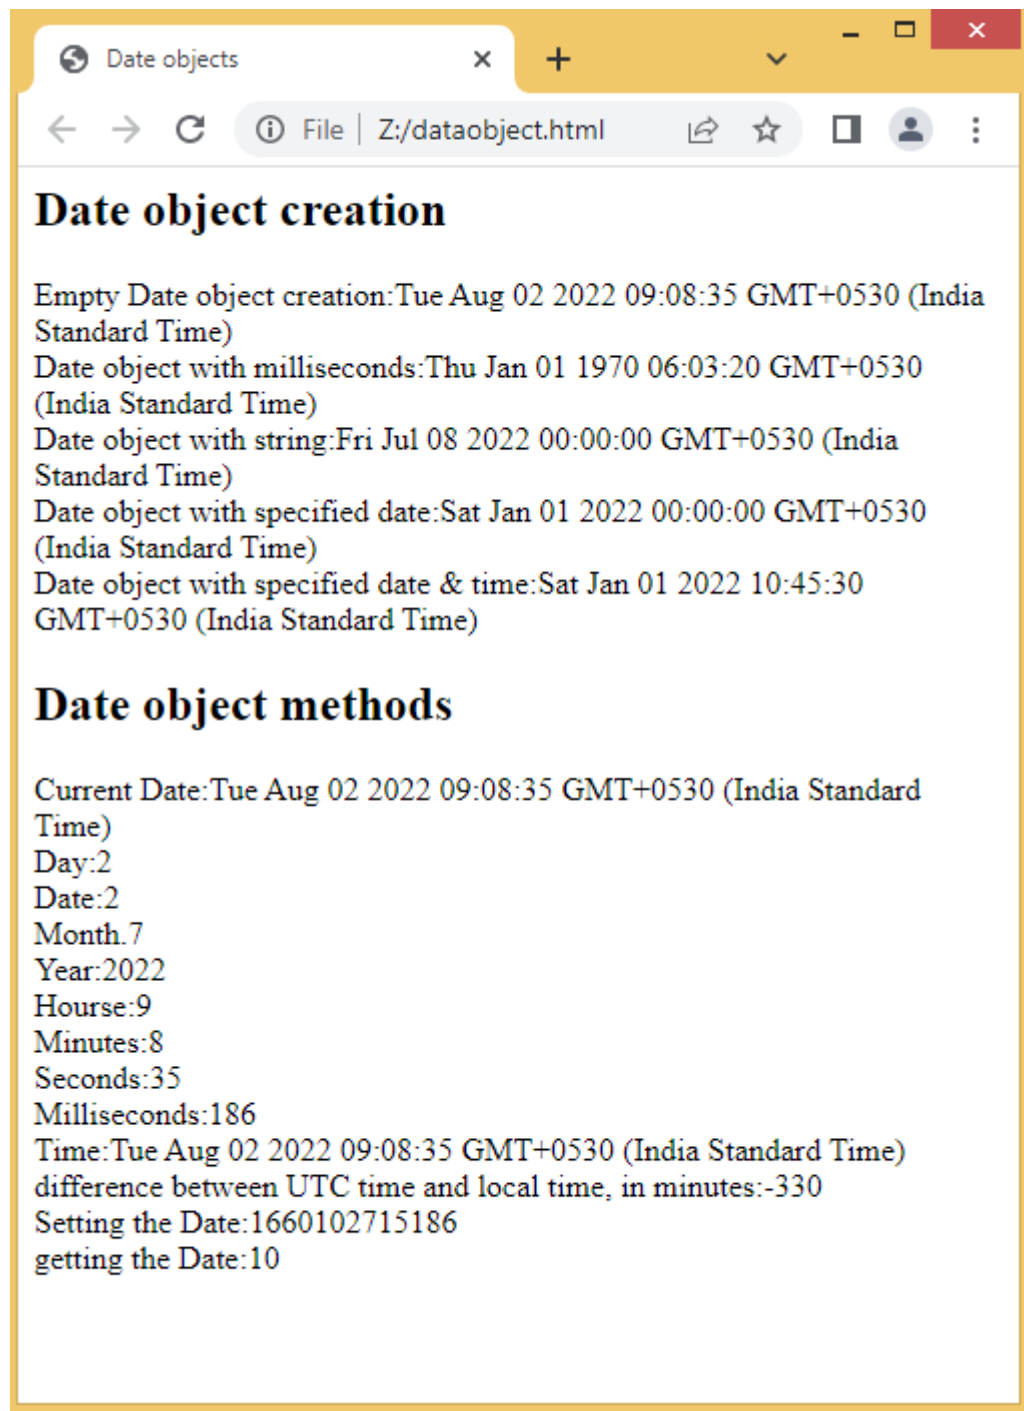 Date objects
File Z:/dataobject.html
Date object creation
Empty Date object creation:Tue Aug 02 2022 09:08:35 GMT+0530 (India
Standard Time)
Date object with milliseconds:Thu Jan 01 1970 06:03:20 GMT+0530
(India Standard Time)
Date object with string:Fri Jul 08 2022 00:00:00 GMT+0530 (India
Standard Time)
Date object with specified date:Sat Jan 01 2022 00:00:00 GMT+0530
(India Standard Time)
Date object with specified date & time:Sat Jan 01 2022 10:45:30
GMT+0530 (India Standard Time)
Date object methods
Current Date:Tue Aug 02 2022 09:08:35 GMT+0530 (India Standard
Time)
Day:2
Date:2
Month.7
Year:2022
Hourse:9
Minutes:8
Seconds:35
Milliseconds:186
Time:Tue Aug 02 2022 09:08:35 GMT+0530 (India Standard Time)
difference between UTC time and local time, in minutes:-330
Setting the Date:1660102715186
getting the Date:10